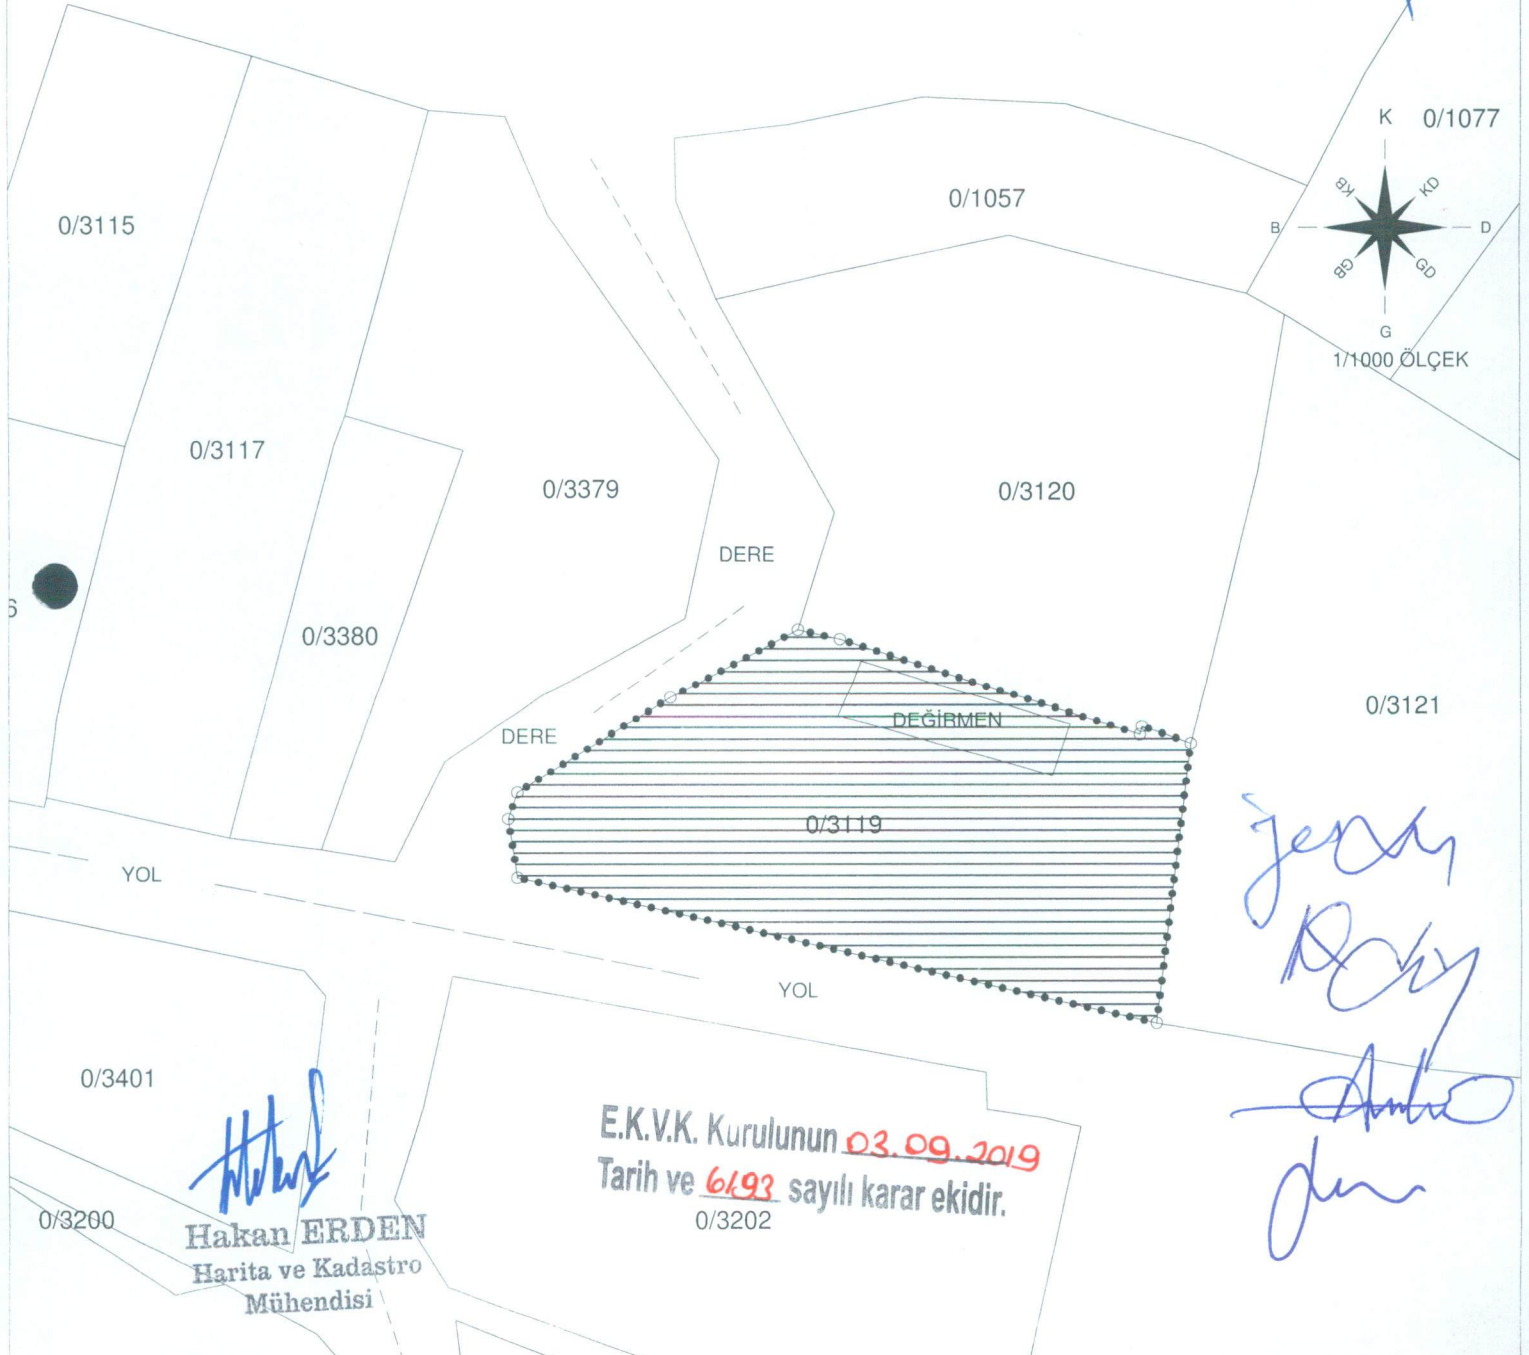 K 0/1077
KB KD
B D
GB GD
G
1/1000 ÖLÇEK
0/3115
0/1057
0/3117
0/3379
0/3120
DERE
0/3380
0/3121
DEĞİRMEN
DERE
0/3119
YOL
YOL
0/3401
E.K.V.K. Kurulunun 03.09.2019
Tarih ve 6193 sayılı karar ekidir.
0/3200
0/3202
Hakan ERDEN
Harita ve Kadastro
Mühendisi